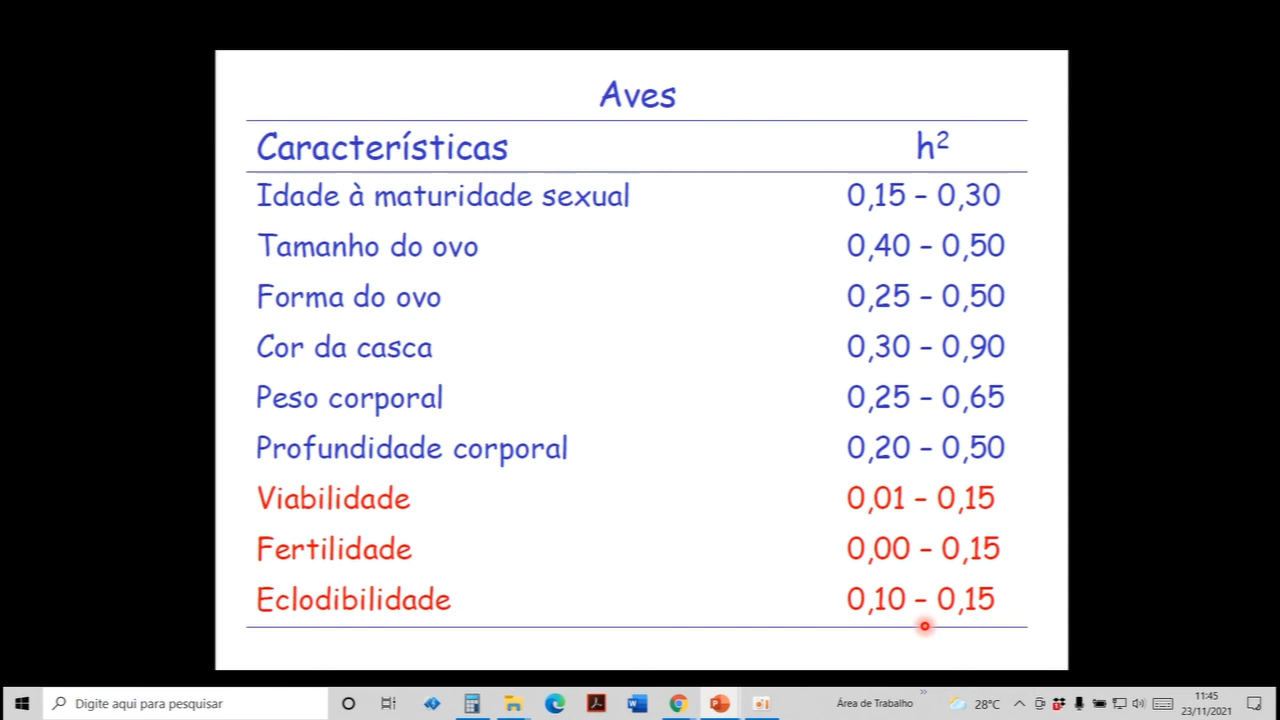 Aves
Características h²
Idade à maturidade sexual 0,15 – 0,30
Tamanho do ovo 0,40 – 0,50
Forma do ovo 0,25 – 0,50
Cor da casca 0,30 – 0,90
Peso corporal 0,25 – 0,65
Profundidade corporal 0,20 – 0,50
Viabilidade 0,01 – 0,15
Fertilidade 0,00 – 0,15
Eclodibilidade 0,10 – 0,15
Digite aqui para pesquisar Área de Trabalho » 28°C 11:45
23/11/2021